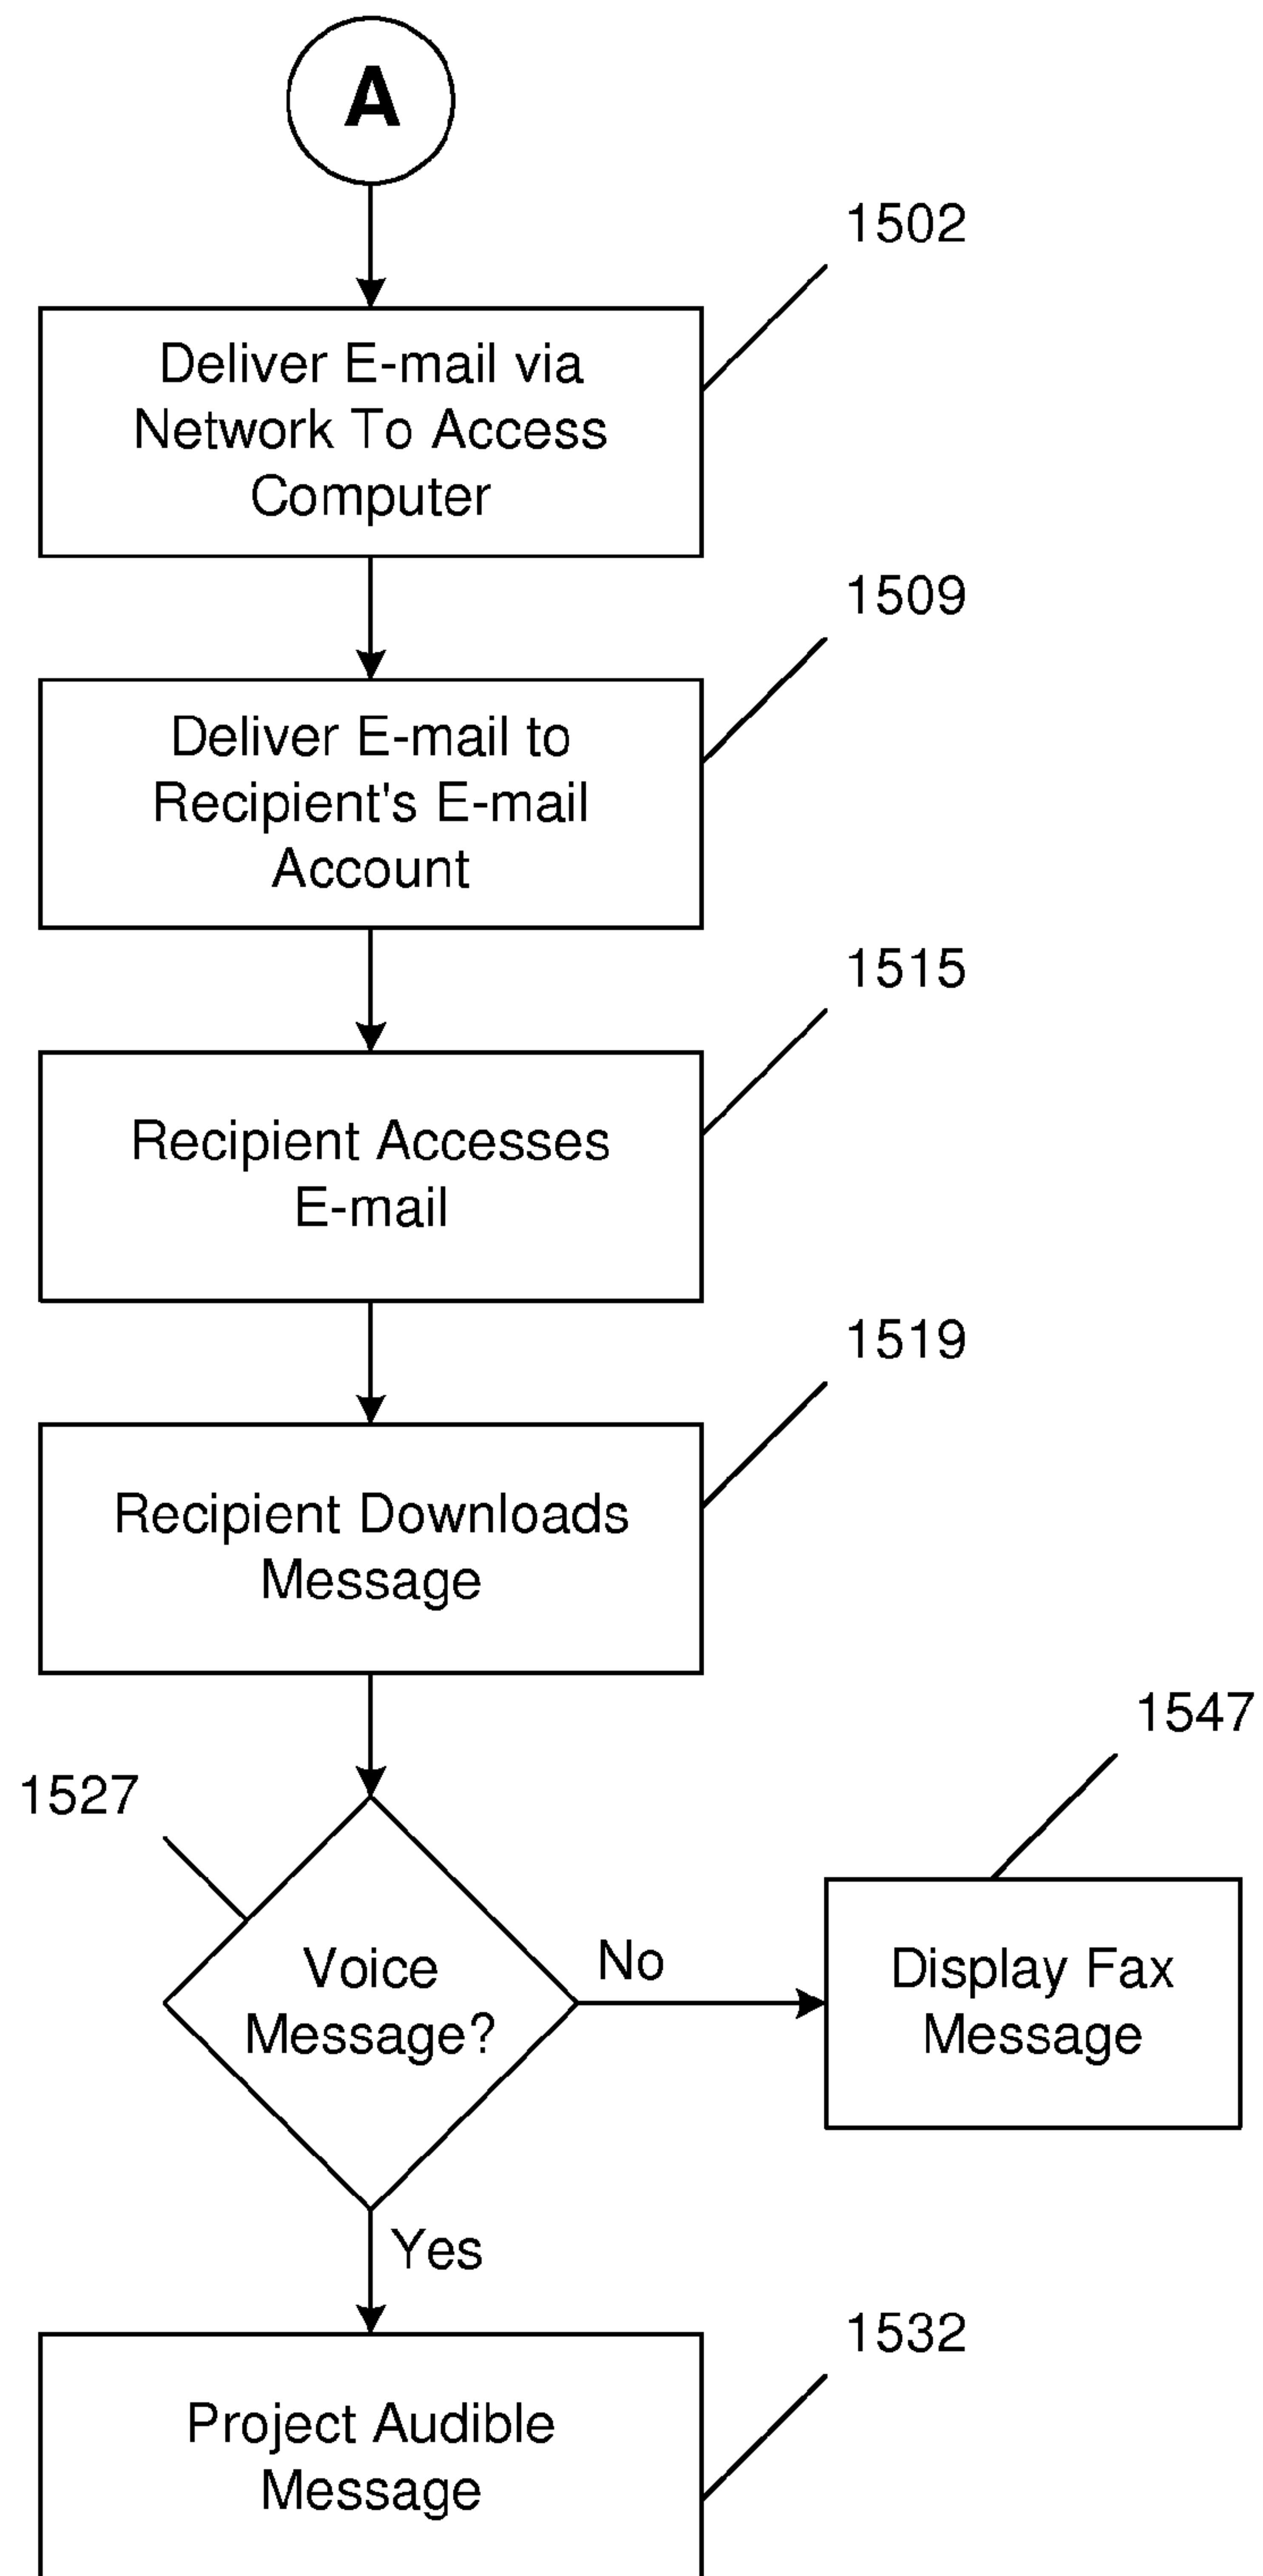 A
1502
Deliver E-mail via
Network To Access
Computer
1509
Deliver E-mail to
Recipient's E-mail
Account
1515
Recipient Accesses
E-mail
1519
Recipient Downloads
Message
1547
1527
Voice
Message?
No
Display Fax
Message
Yes
1532
Project Audible
Message